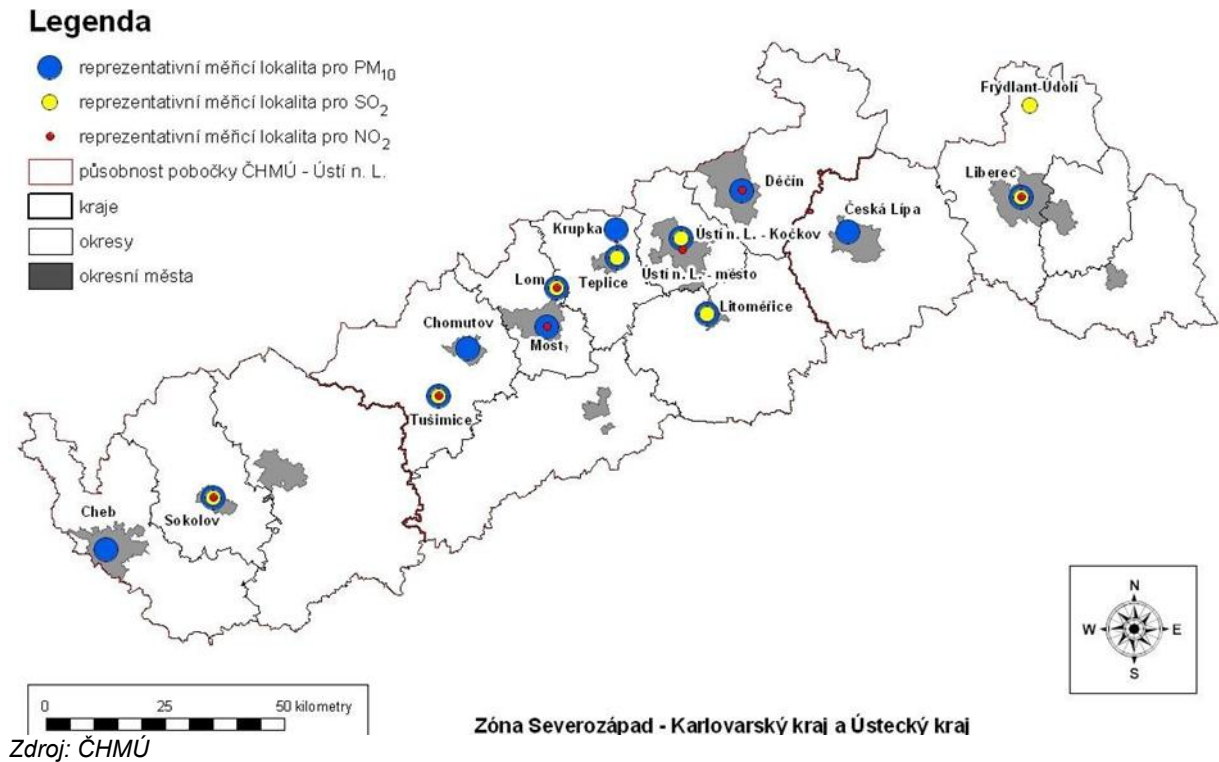 Legenda
reprezentativní měřicí lokalita pro PM10
reprezentativní měřicí lokalita pro SO2
reprezentativní měřicí lokalita pro NO2
působnost pobočky ČHMÚ - Ústí n. L.
kraje
okresy
okresní města
Frýdlant-Údolí
Liberec
Děčín
Česká Lípa
Krupka
Ústí n. L. - Kočkov
Ústí n. L. - město
Lom
Teplice
Litoměřice
Chomutov
Most
Tušimice
Cheb
Sokolov
N
W E
S
0 25 50 kilometry
Zóna Severozápad - Karlovarský kraj a Ústecký kraj
Zdroj: ČHMÚ